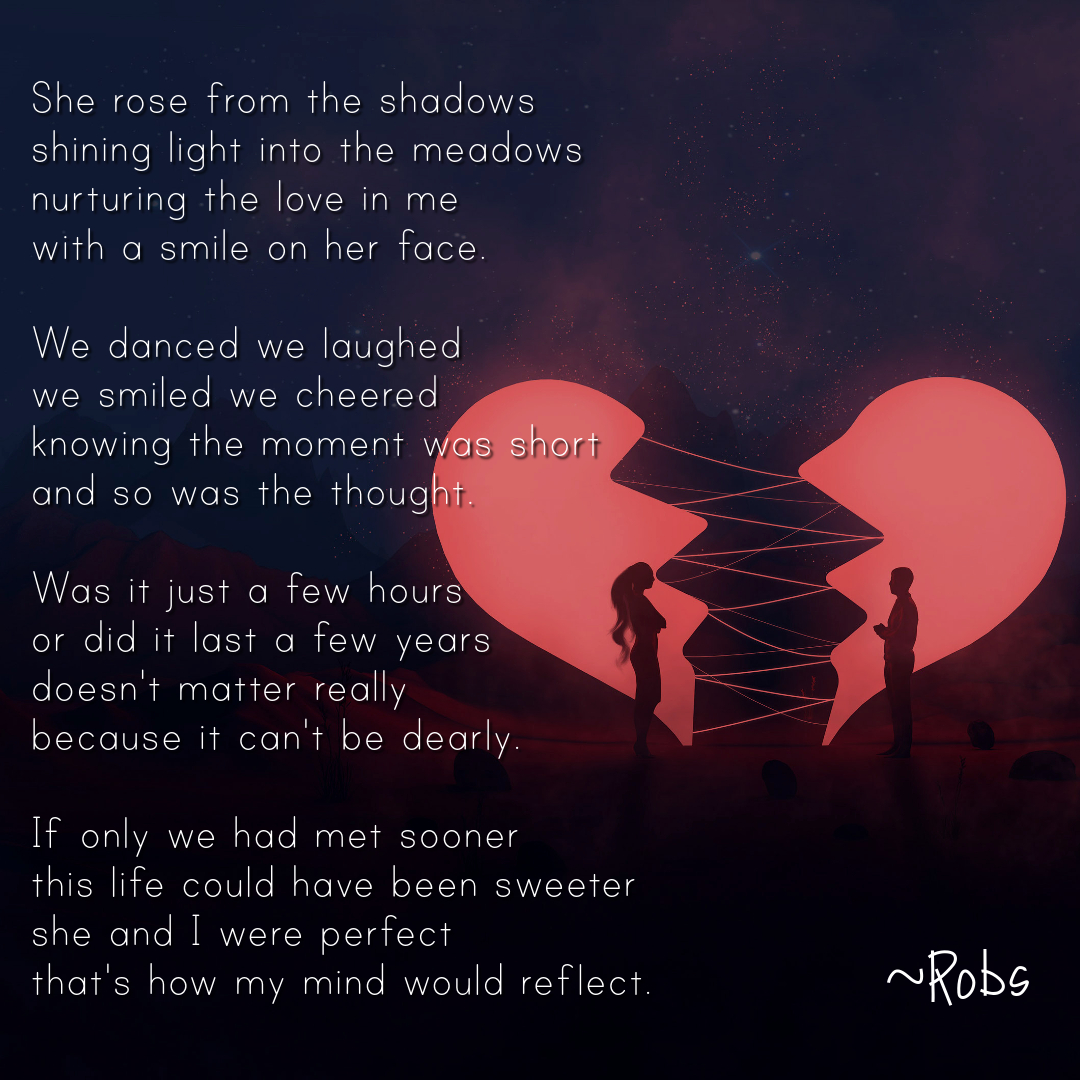 She rose from the shadows
shining light into the meadows
nurturing the love in me
with a smile on her face.
We danced we laughed
we smiled we cheered
knowing the moment was short
and so was the thought.
Was it just a few hours
or did it last a few years
doesn't matter really
because it can't be dearly.
If only we had met sooner
this life could have been sweeter
she and I were perfect
that's how my mind would reflect.
~Robs